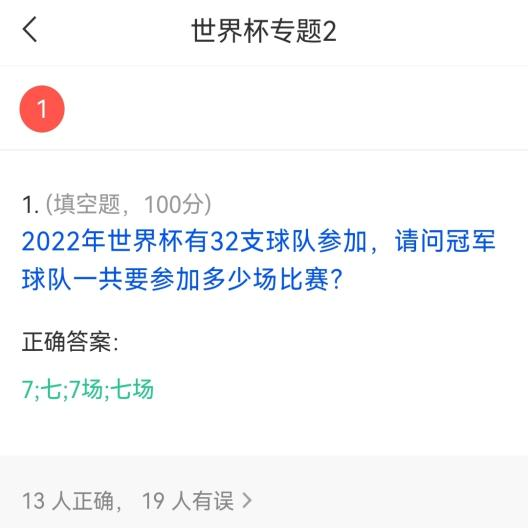 世界杯专题2
1
1. (填空题，100分)
2022年世界杯有32支球队参加，请问冠军
球队一共要参加多少场比赛？
正确答案：
7;七;7场;七场
13 人正确， 19 人有误